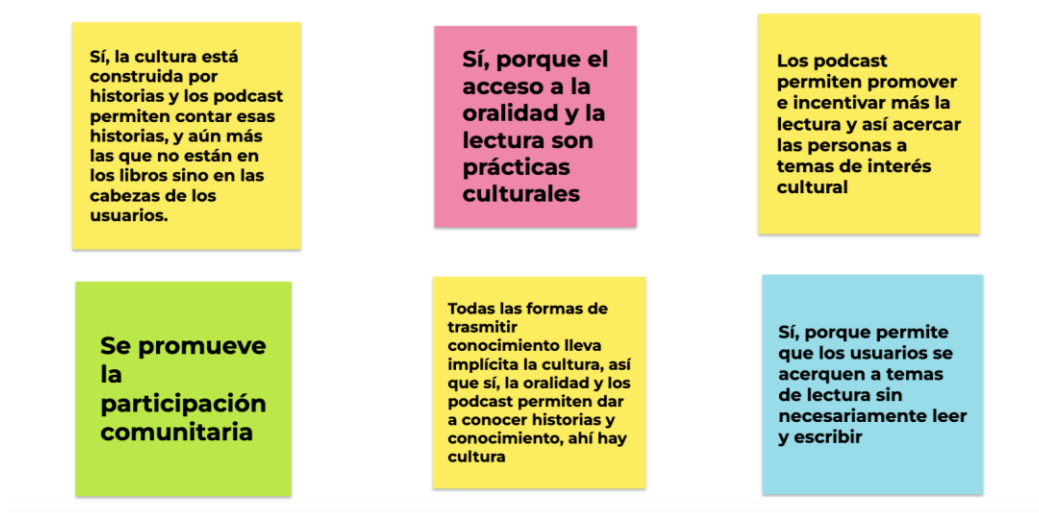 Sí, la cultura está
construida por
historias y los podcast
permiten contar esas
historias, y aún más
las que no están en
los libros sino en las
cabezas de los
usuarios.
Sí, porque el
acceso a la
oralidad y la
lectura son
prácticas
culturales
Los podcast
permiten promover
e incentivar más la
lectura y así acercar
las personas a
temas de interés
cultural
Se promueve
la
participación
comunitaria
Todas las formas de
trasmitir
conocimiento lleva
implícita la cultura, así
que sí, la oralidad y los
podcast permiten dar
a conocer historias y
conocimiento, ahí hay
cultura
Sí, porque permite
que los usuarios se
acerquen a temas
de lectura sin
necesariamente leer
y escribir